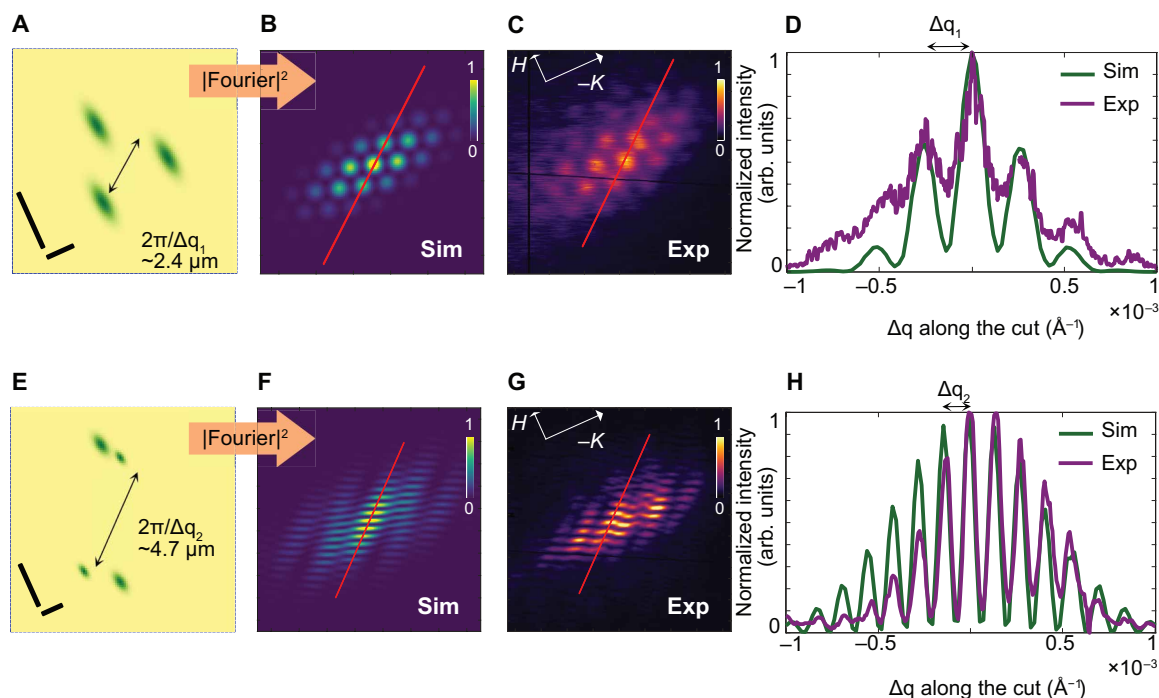 A
B
C
D
|Fourier|²
2π/Δq₁
~2.4 µm
1
0
Sim
H
–K
1
0
Exp
Δq₁
Normalized intensity
(arb. units)
1
0
Sim
Exp
–1
–0.5
0
0.5
1
×10⁻³
Δq along the cut (Å⁻¹)
E
F
G
H
|Fourier|²
2π/Δq₂
~4.7 µm
1
0
Sim
H
–K
1
0
Exp
Δq₂
Normalized intensity
(arb. units)
1
0
Sim
Exp
–1
–0.5
0
0.5
1
×10⁻³
Δq along the cut (Å⁻¹)